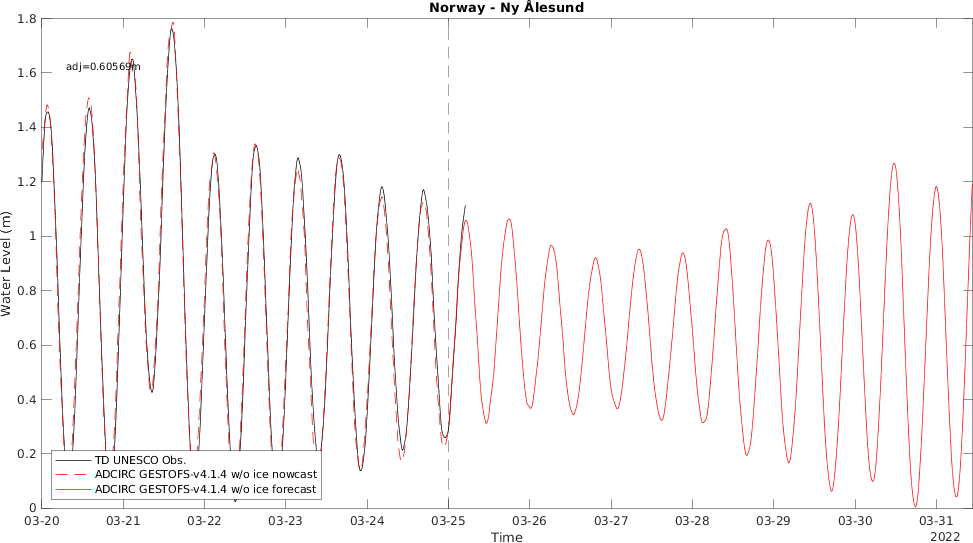 Norway - Ny Ålesund
1.8
1.6
1.4
1.2
1
0.8
0.6
0.4
0.2
0
Water Level (m)
adj=0.60569m
TD UNESCO Obs.
ADCIRC GESTOFS-v4.1.4 w/o ice nowcast
ADCIRC GESTOFS-v4.1.4 w/o ice forecast
03-20 03-21 03-22 03-23 03-24 03-25 03-26 03-27 03-28 03-29 03-30 03-31
Time
2022